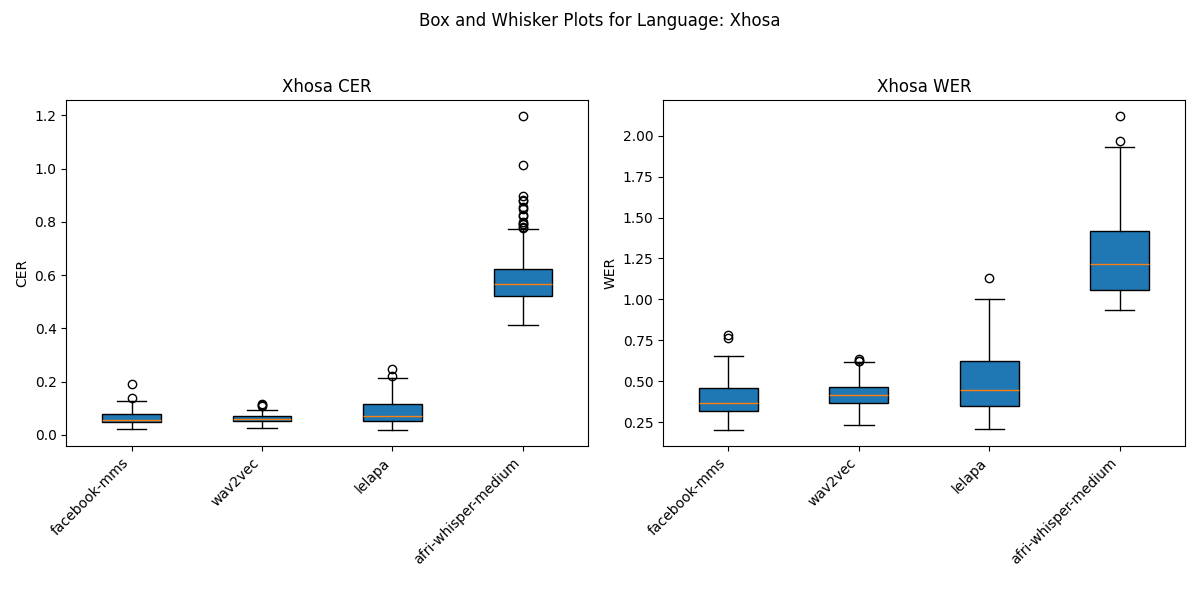 Box and Whisker Plots for Language: Xhosa
Xhosa CER
CER
1.2
1.0
0.8
0.6
0.4
0.2
0.0
facebook-mms
wav2vec
lelapa
afri-whisper-medium
Xhosa WER
WER
2.00
1.75
1.50
1.25
1.00
0.75
0.50
0.25
facebook-mms
wav2vec
lelapa
afri-whisper-medium